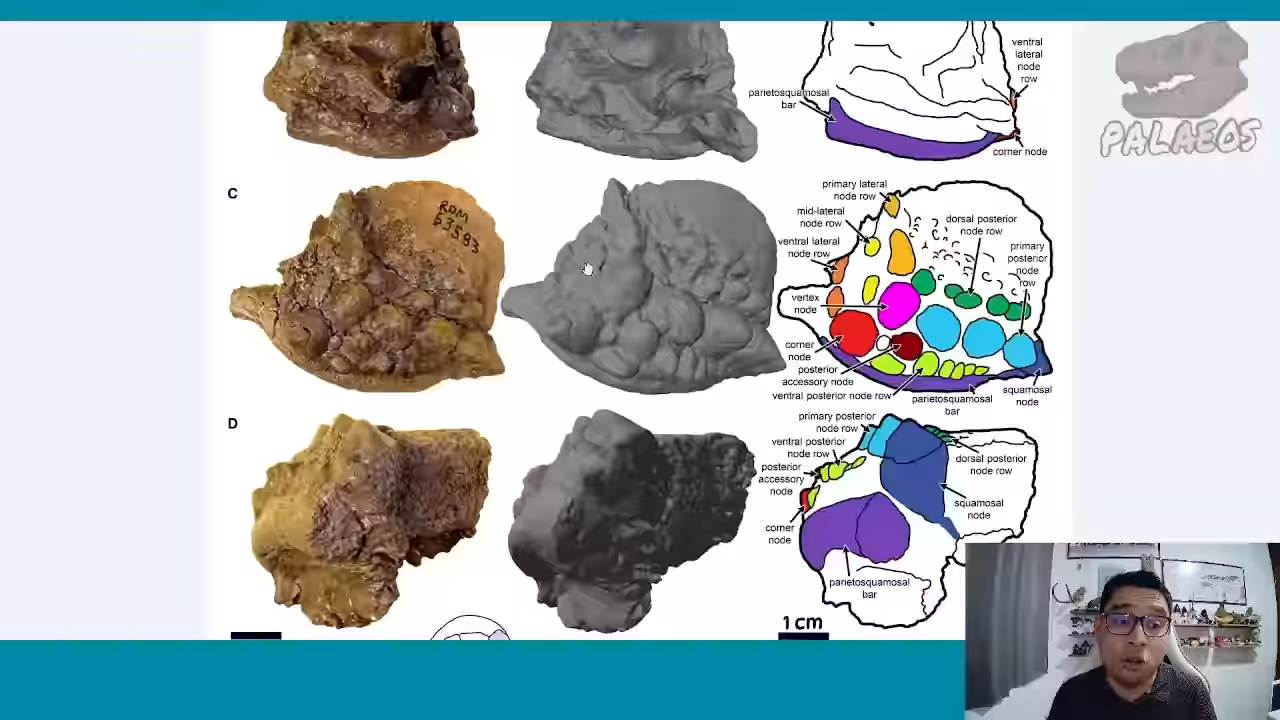 ventral
lateral
node
row
parietosquamosal
bar
corner node
PALAEOS
C
ROM
63593
primary lateral
node row
mid-lateral
node row
ventral lateral
node row
dorsal posterior
node row
primary
posterior
node
row
vertex
node
corner
node
posterior
accessory node
ventral posterior node row
parietosquamosal
bar
squamosal
node
D
primary posterior
node row
ventral posterior
node row
posterior
accessory
node
corner
node
dorsal posterior
node row
squamosal
node
parietosquamosal
bar
1 cm